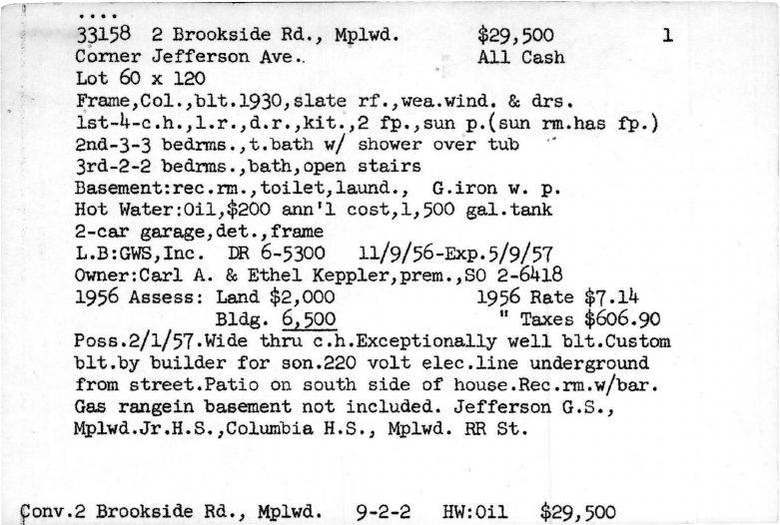 ....
33158 2 Brookside Rd., Mplwd. $29,500 1
Corner Jefferson Ave.. All Cash
Lot 60 x 120
Frame,Col.,blt.1930,slate rf.,wea.wind. & drs.
1st-4-c.h.,l.r.,d.r.,kit.,2 fp.,sun p.(sun rm.has fp.)
2nd-3-3 bedrms.,t.bath w/ shower over tub
3rd-2-2 bedrms.,bath,open stairs
Basement:rec.rm.,toilet,laund., G.iron w. p.
Hot Water:Oil,$200 ann'l cost,1,500 gal.tank
2-car garage,det.,frame
L.B:GWS,Inc. DR 6-5300 11/9/56-Exp.5/9/57
Owner:Carl A. & Ethel Keppler,prem.,SO 2-6418
1956 Assess: Land $2,000 1956 Rate $7.14
Bldg. 6,500 " Taxes $606.90
Poss.2/1/57.Wide thru c.h.Exceptionally well blt.Custom
blt.by builder for son.220 volt elec.line underground
from street.Patio on south side of house.Rec.rm.w/bar.
Gas rangein basement not included. Jefferson G.S.,
Mplwd.Jr.H.S.,Columbia H.S., Mplwd. RR St.
Conv.2 Brookside Rd., Mplwd. 9-2-2 HW:Oil $29,500